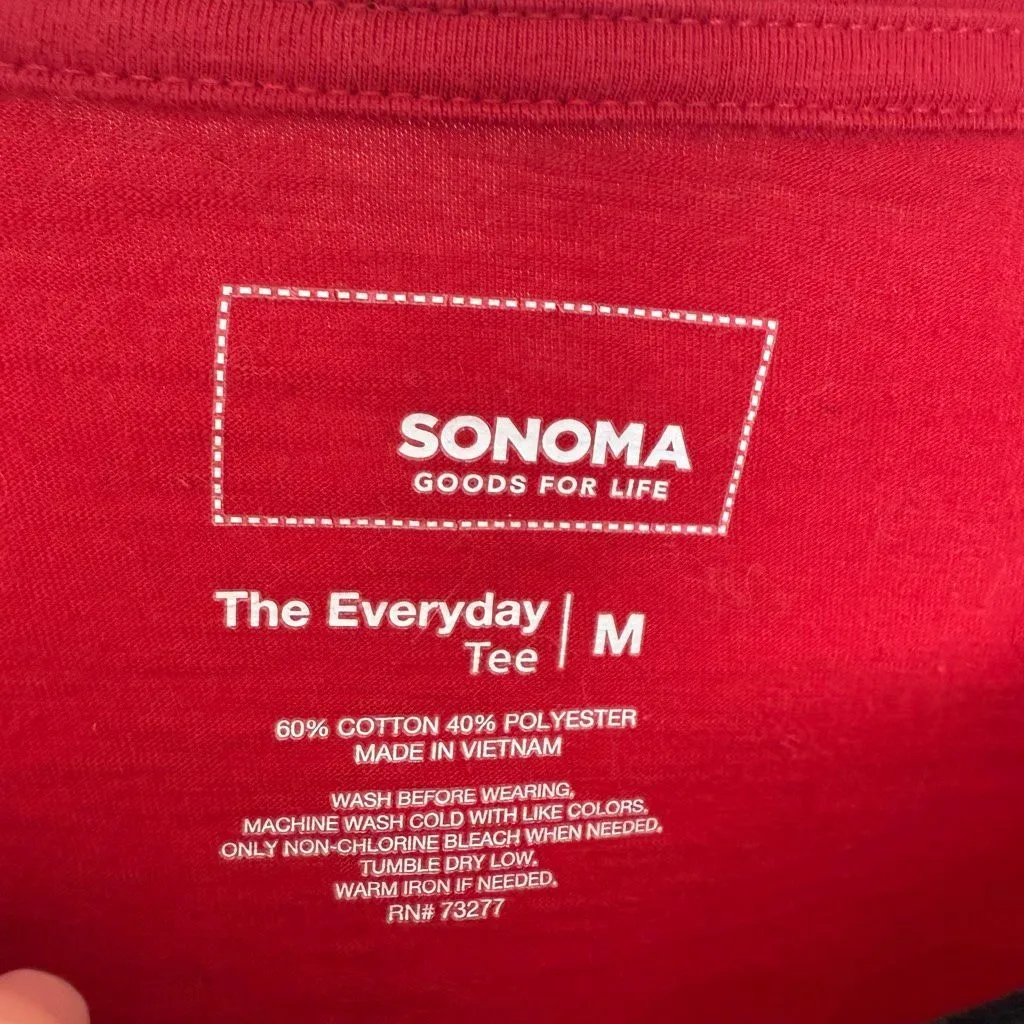 SONOMA
GOODS FOR LIFE
The Everyday
Tee
M
60% COTTON 40% POLYESTER
MADE IN VIETNAM
WASH BEFORE WEARING.
MACHINE WASH COLD WITH LIKE COLORS.
ONLY NON-CHLORINE BLEACH WHEN NEEDED.
TUMBLE DRY LOW.
WARM IRON IF NEEDED.
RN# 73277